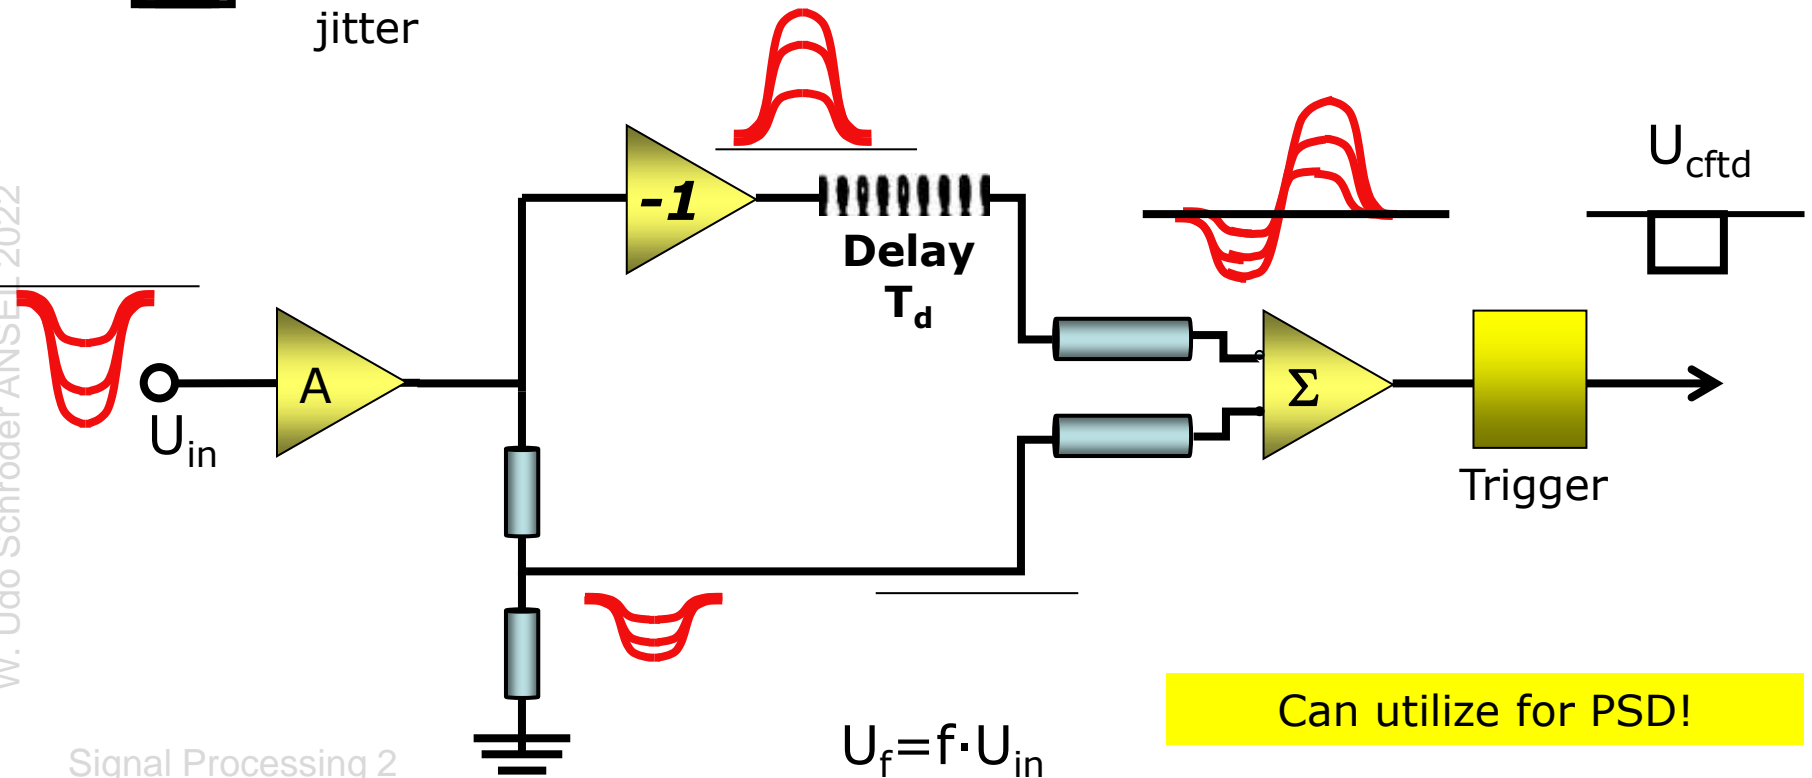 jitter
-1
Delay
T_d
U_cftd
A
U_in
Σ
Trigger
U_f=f·U_in
Can utilize for PSD!
W. Udo Schröder ANSEL 2022
Signal Processing 2